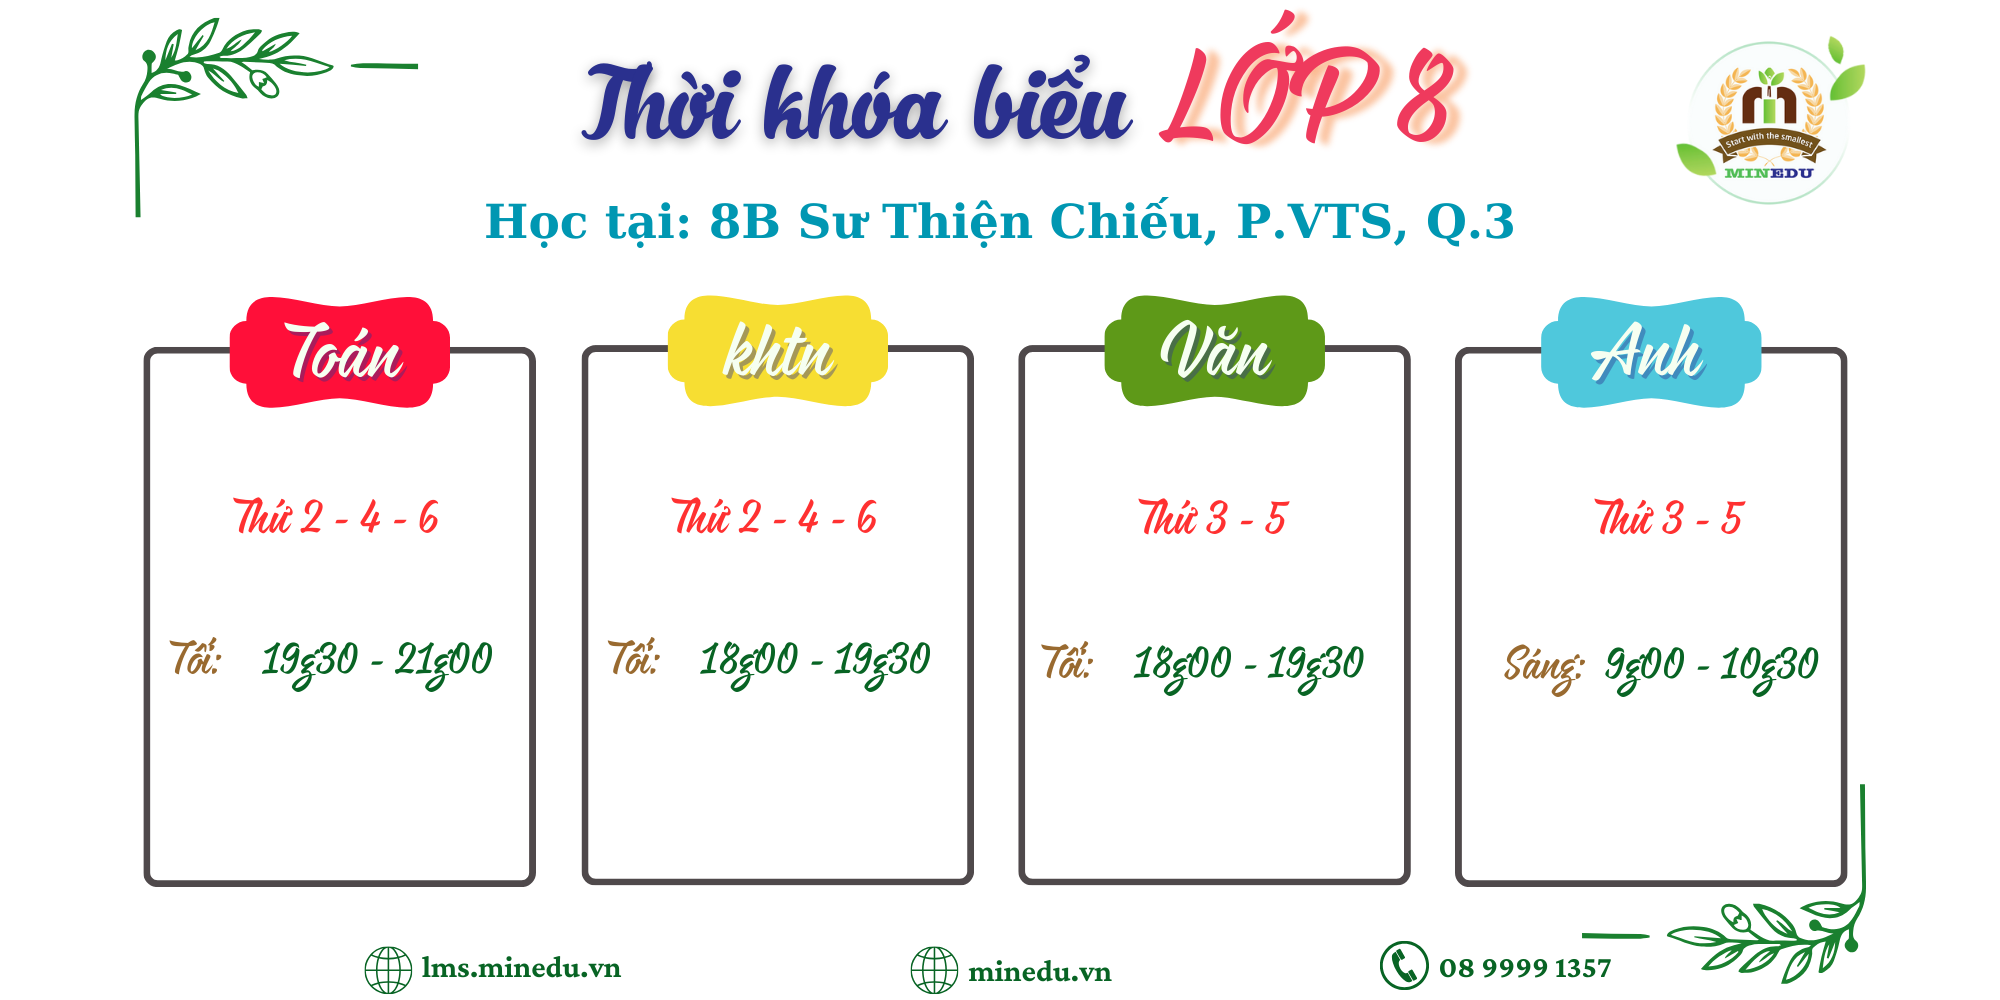 Thời khóa biểu LỚP 8
Start with the smallest
MINEDU
Học tại: 8B Sư Thiện Chiếu, P.VTS, Q.3
Toán
Thứ 2 - 4 - 6
Tối: 19g30 - 21g00
khtn
Thứ 2 - 4 - 6
Tối: 18g00 - 19g30
Văn
Thứ 3 - 5
Tối: 18g00 - 19g30
Anh
Thứ 3 - 5
Sáng: 9g00 - 10g30
lms.minedu.vn
minedu.vn
08 9999 1357